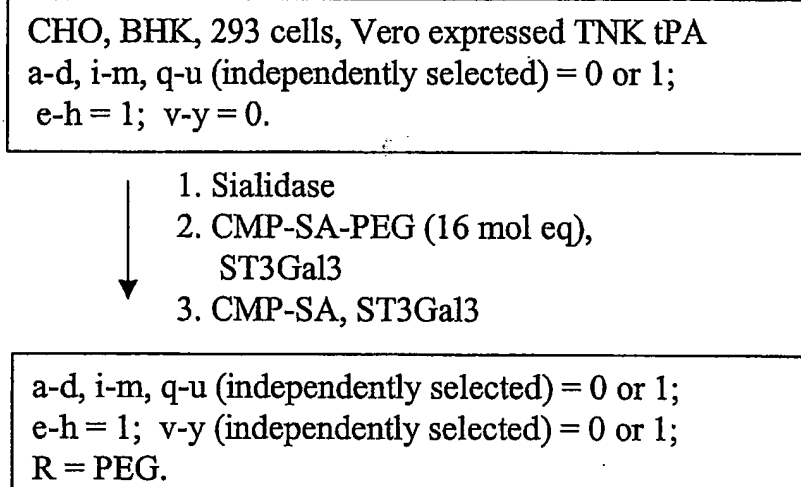 CHO, BHK, 293 cells, Vero expressed TNK tPA
a-d, i-m, q-u (independently selected) = 0 or 1;
e-h = 1; v-y = 0.
1. Sialidase
2. CMP-SA-PEG (16 mol eq),
ST3Gal3
3. CMP-SA, ST3Gal3
a-d, i-m, q-u (independently selected) = 0 or 1;
e-h = 1; v-y (independently selected) = 0 or 1;
R = PEG.